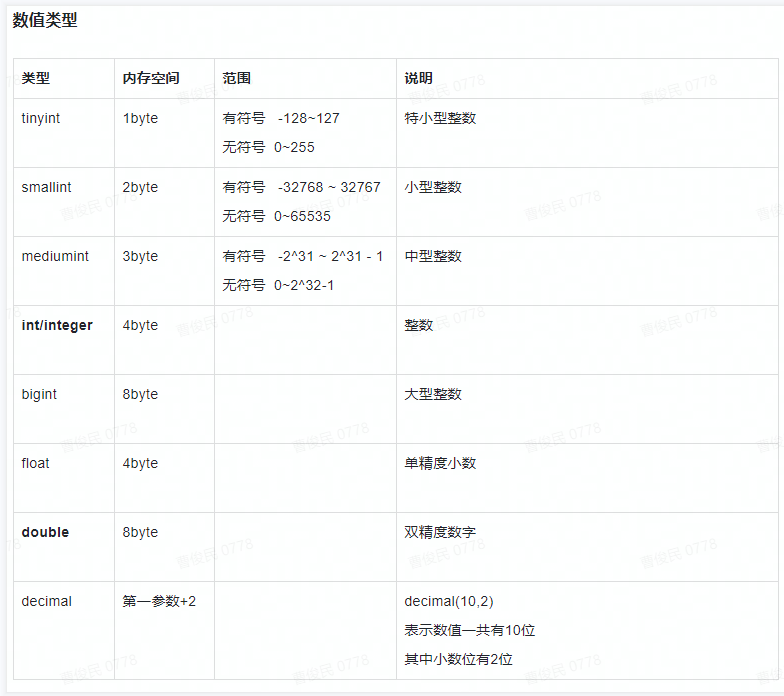 数值类型
类型 内存空间 范围 说明
tinyint 1byte 有符号 -128~127 特小型整数
无符号 0~255
smallint 2byte 有符号 -32768 ~ 32767 小型整数
无符号 0~65535
mediumint 3byte 有符号 -2^31 ~ 2^31 - 1 中型整数
无符号 0~2^32-1
int/integer 4byte 整数
bigint 8byte 大型整数
float 4byte 单精度小数
double 8byte 双精度数字
decimal 第一参数+2 decimal(10,2)
表示数值一共有10位
其中小数位有2位
曹俊民 0778